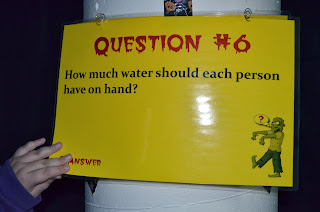 QUESTION #6
How much water should each person
have on hand?
?
ANSWER